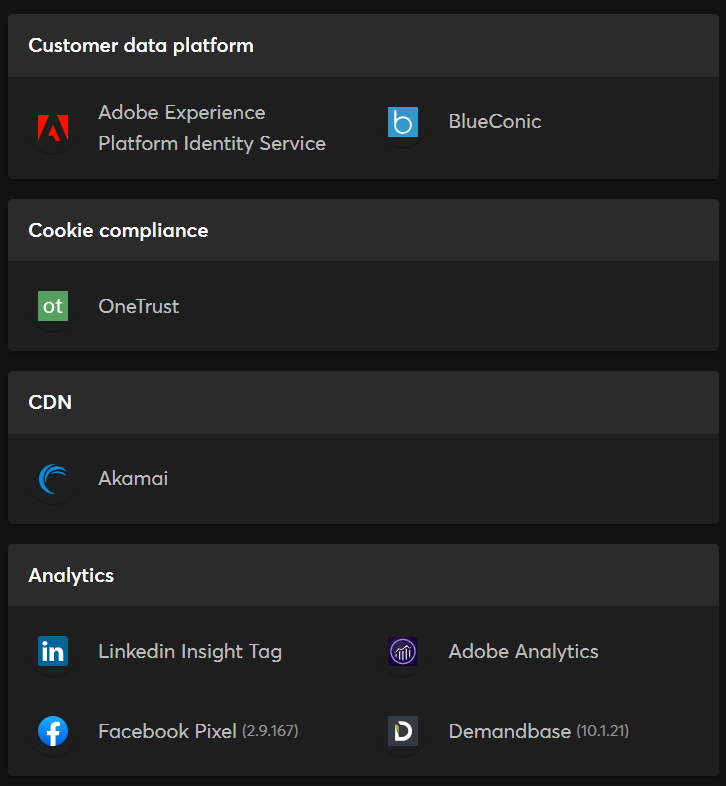 Customer data platform
Adobe Experience
Platform Identity Service
BlueConic
Cookie compliance
ot
OneTrust
CDN
Akamai
Analytics
in
Linkedin Insight Tag
Adobe Analytics
f
Facebook Pixel (2.9.167)
D
Demandbase (10.1.21)